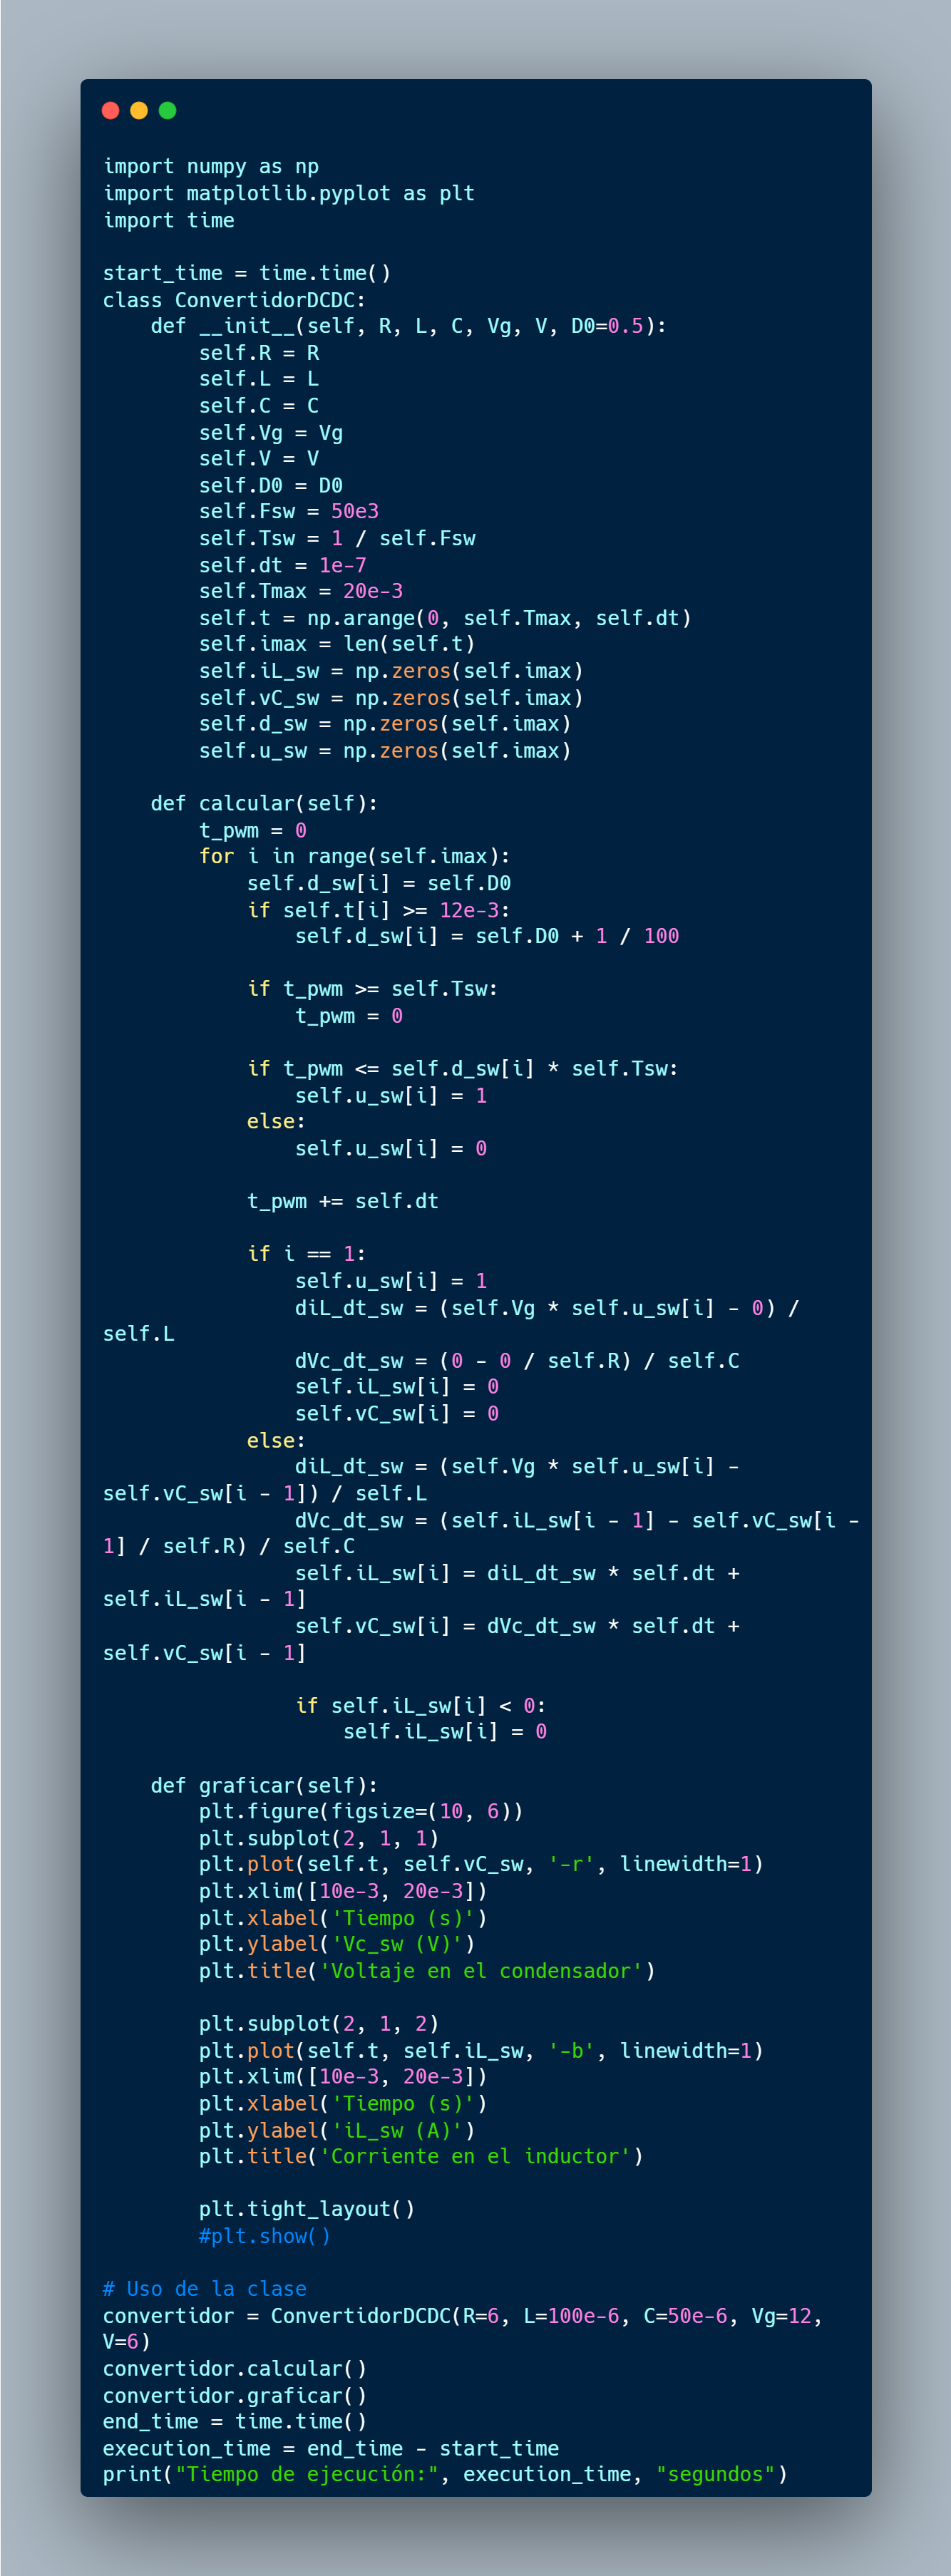 import numpy as np
import matplotlib.pyplot as plt
import time

start_time = time.time()
class ConvertidorDCDC:
    def __init__(self, R, L, C, Vg, V, D0=0.5):
        self.R = R
        self.L = L
        self.C = C
        self.Vg = Vg
        self.V = V
        self.D0 = D0
        self.Fsw = 50e3
        self.Tsw = 1 / self.Fsw
        self.dt = 1e-7
        self.Tmax = 20e-3
        self.t = np.arange(0, self.Tmax, self.dt)
        self.imax = len(self.t)
        self.iL_sw = np.zeros(self.imax)
        self.vC_sw = np.zeros(self.imax)
        self.d_sw = np.zeros(self.imax)
        self.u_sw = np.zeros(self.imax)

    def calcular(self):
        t_pwm = 0
        for i in range(self.imax):
            self.d_sw[i] = self.D0
            if self.t[i] >= 12e-3:
                self.d_sw[i] = self.D0 + 1 / 100

            if t_pwm >= self.Tsw:
                t_pwm = 0

            if t_pwm <= self.d_sw[i] * self.Tsw:
                self.u_sw[i] = 1
            else:
                self.u_sw[i] = 0

            t_pwm += self.dt

            if i == 1:
                self.u_sw[i] = 1
                diL_dt_sw = (self.Vg * self.u_sw[i] - 0) /
self.L
                dVc_dt_sw = (0 - 0 / self.R) / self.C
                self.iL_sw[i] = 0
                self.vC_sw[i] = 0
            else:
                diL_dt_sw = (self.Vg * self.u_sw[i] -
self.vC_sw[i - 1]) / self.L
                dVc_dt_sw = (self.iL_sw[i - 1] - self.vC_sw[i -
1] / self.R) / self.C
                self.iL_sw[i] = diL_dt_sw * self.dt +
self.iL_sw[i - 1]
                self.vC_sw[i] = dVc_dt_sw * self.dt +
self.vC_sw[i - 1]

                if self.iL_sw[i] < 0:
                    self.iL_sw[i] = 0

    def graficar(self):
        plt.figure(figsize=(10, 6))
        plt.subplot(2, 1, 1)
        plt.plot(self.t, self.vC_sw, '-r', linewidth=1)
        plt.xlim([10e-3, 20e-3])
        plt.xlabel('Tiempo (s)')
        plt.ylabel('Vc_sw (V)')
        plt.title('Voltaje en el condensador')

        plt.subplot(2, 1, 2)
        plt.plot(self.t, self.iL_sw, '-b', linewidth=1)
        plt.xlim([10e-3, 20e-3])
        plt.xlabel('Tiempo (s)')
        plt.ylabel('iL_sw (A)')
        plt.title('Corriente en el inductor')

        plt.tight_layout()
        #plt.show()

# Uso de la clase
convertidor = ConvertidorDCDC(R=6, L=100e-6, C=50e-6, Vg=12,
V=6)
convertidor.calcular()
convertidor.graficar()
end_time = time.time()
execution_time = end_time - start_time
print("Tiempo de ejecución:", execution_time, "segundos")